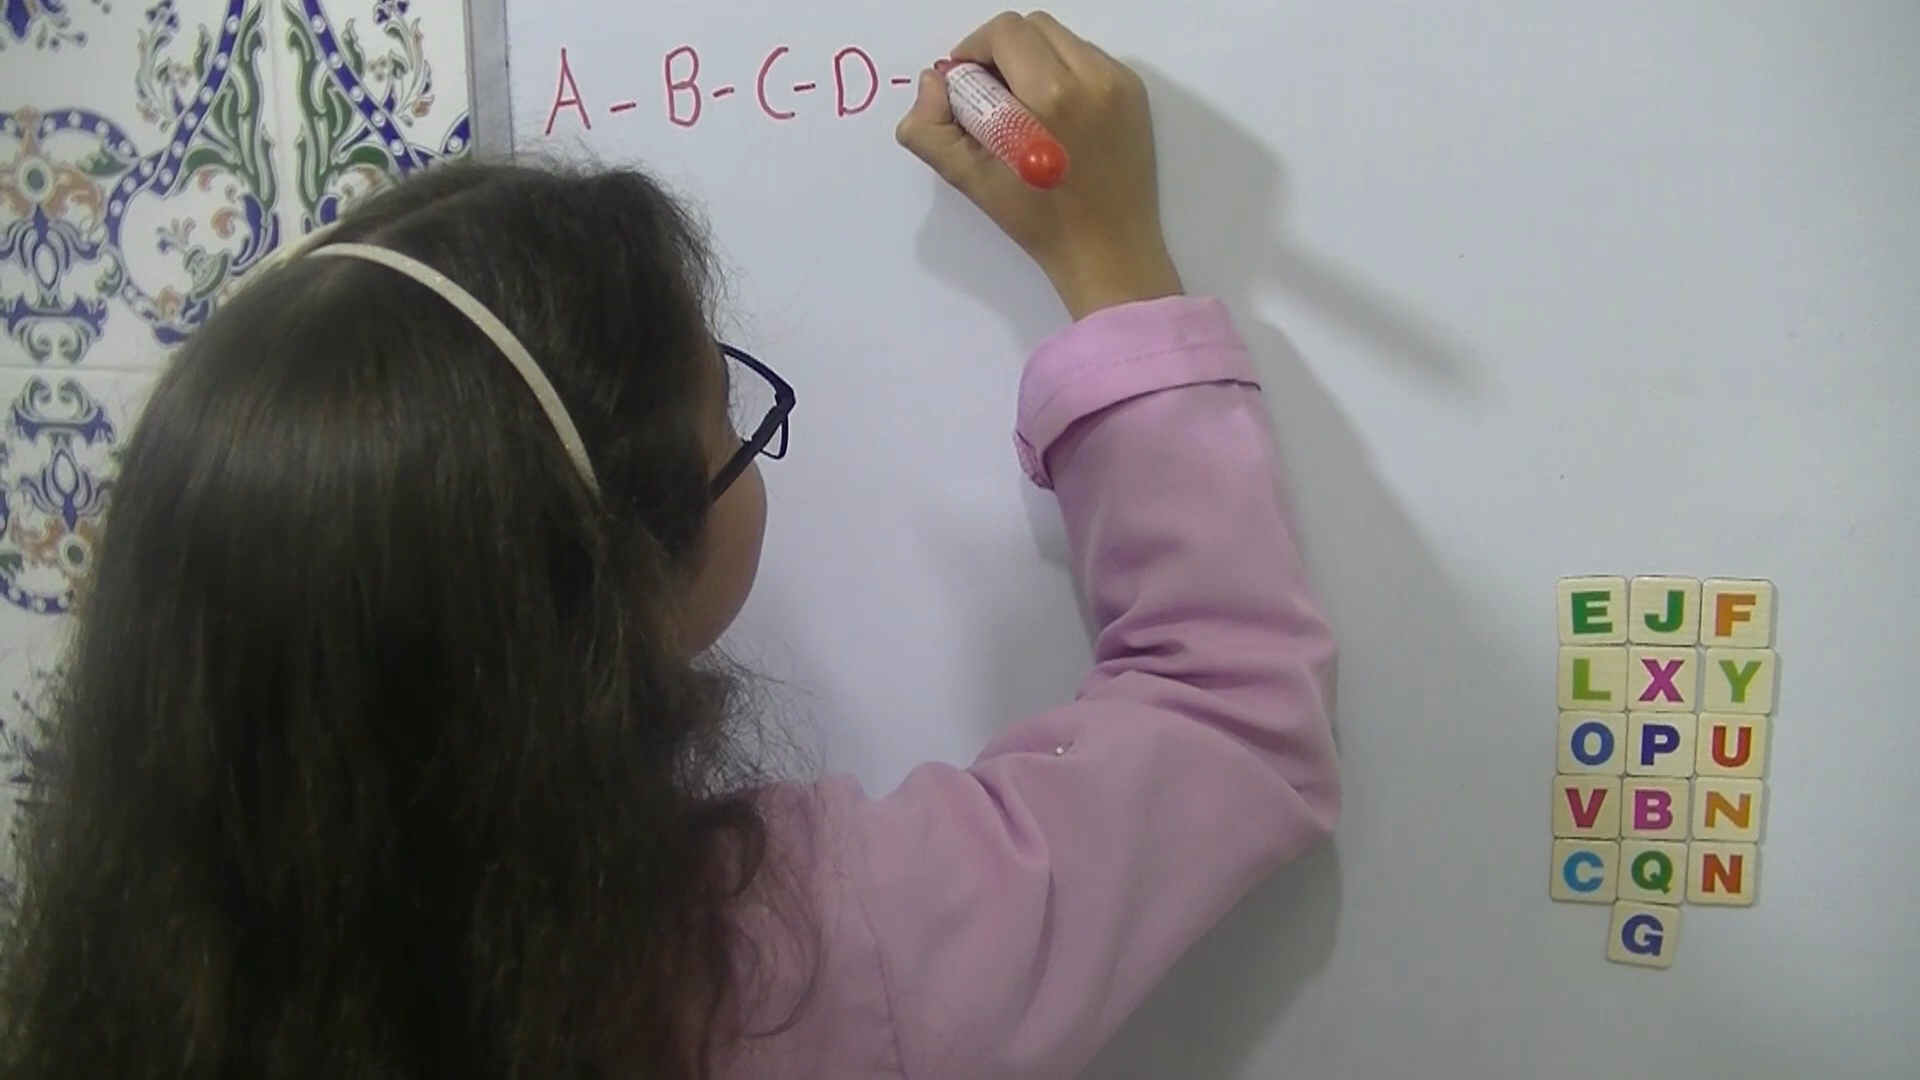 A - B - C - D -
E J F
L X Y
O P U
V B N
C Q N
G